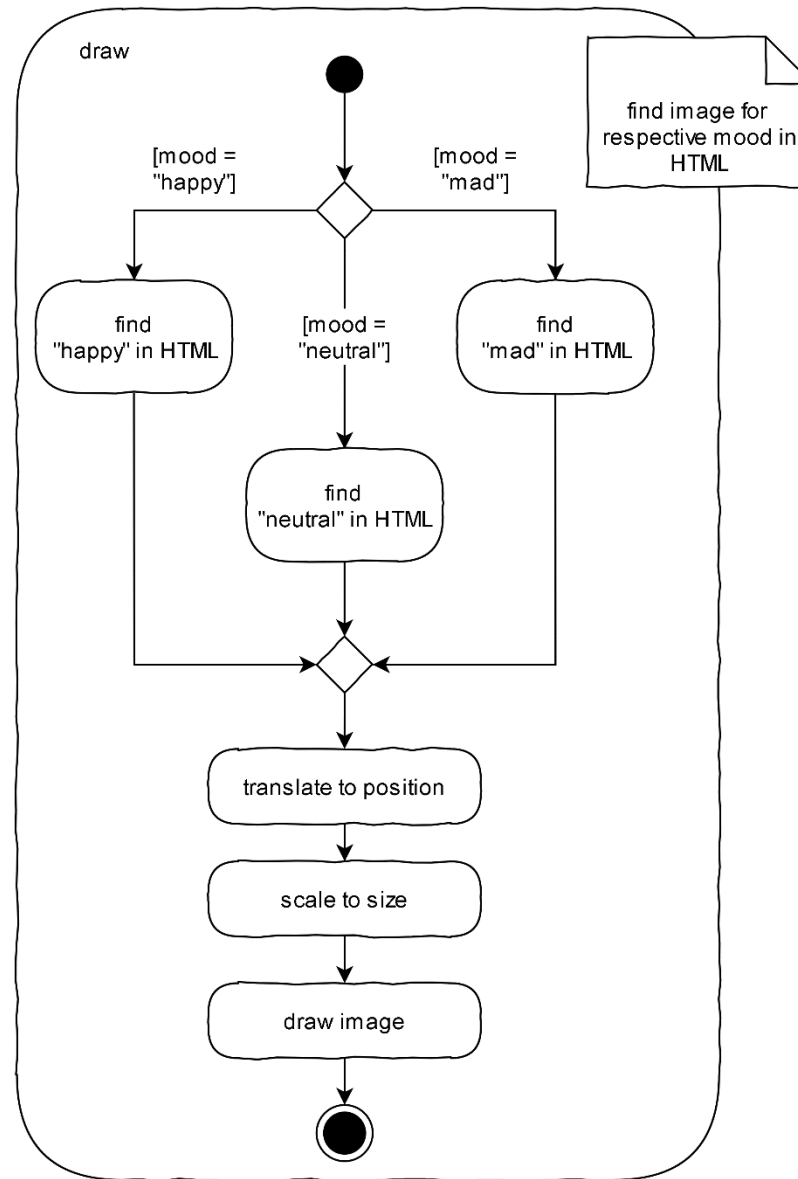 draw
find image for
respective mood in
HTML
[mood =
"happy"]
[mood =
"mad"]
find
"happy" in HTML
[mood =
"neutral"]
find
"mad" in HTML
find
"neutral" in HTML
translate to position
scale to size
draw image